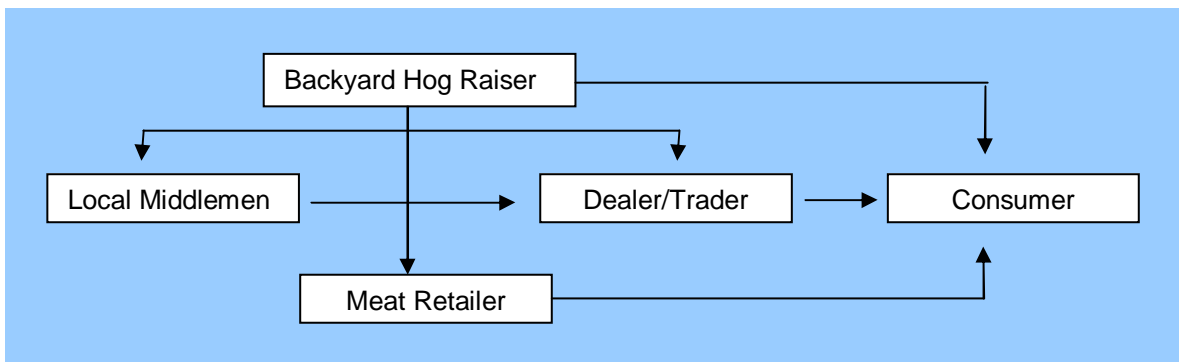 Backyard Hog Raiser
Local Middlemen
Dealer/Trader
Consumer
Meat Retailer